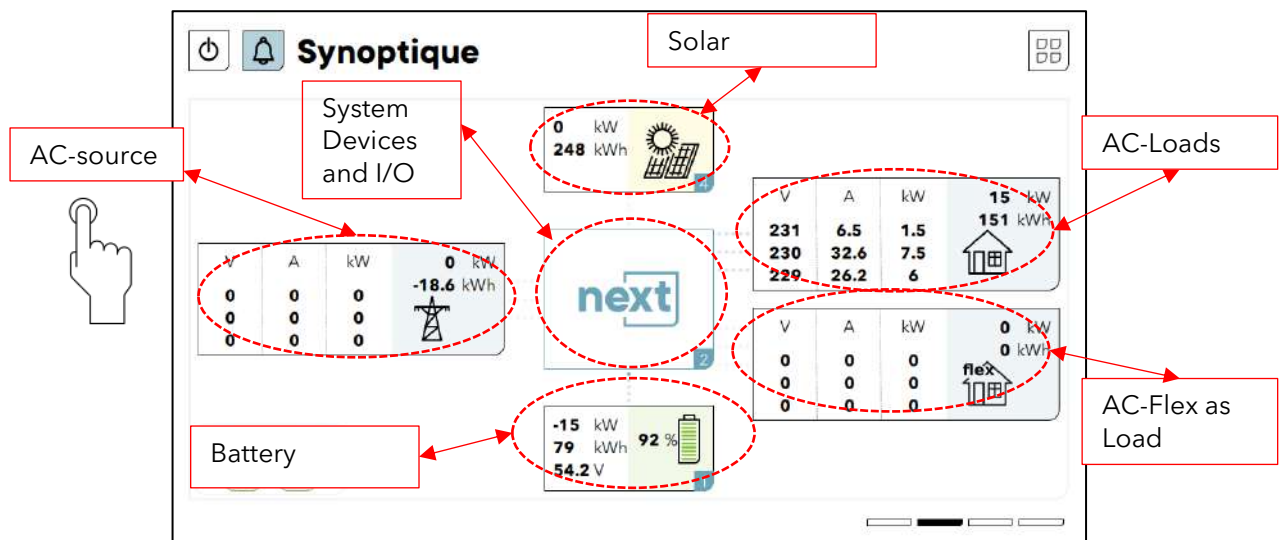 Synoptique
Solar
System
Devices
and I/O
AC-source
AC-Loads
0 kW
248 kWh
4
V A kW 15 kW
151 kWh
231 6.5 1.5
230 32.6 7.5
229 26.2 6
V A kW 0 kW
-18.6 kWh
0 0 0
0 0 0
0 0 0
next
2
V A kW 0 kW
0 kWh
flex
0 0 0
0 0 0
0 0 0
AC-Flex as
Load
Battery
-15 kW
79 kWh
92 %
54.2 V
1